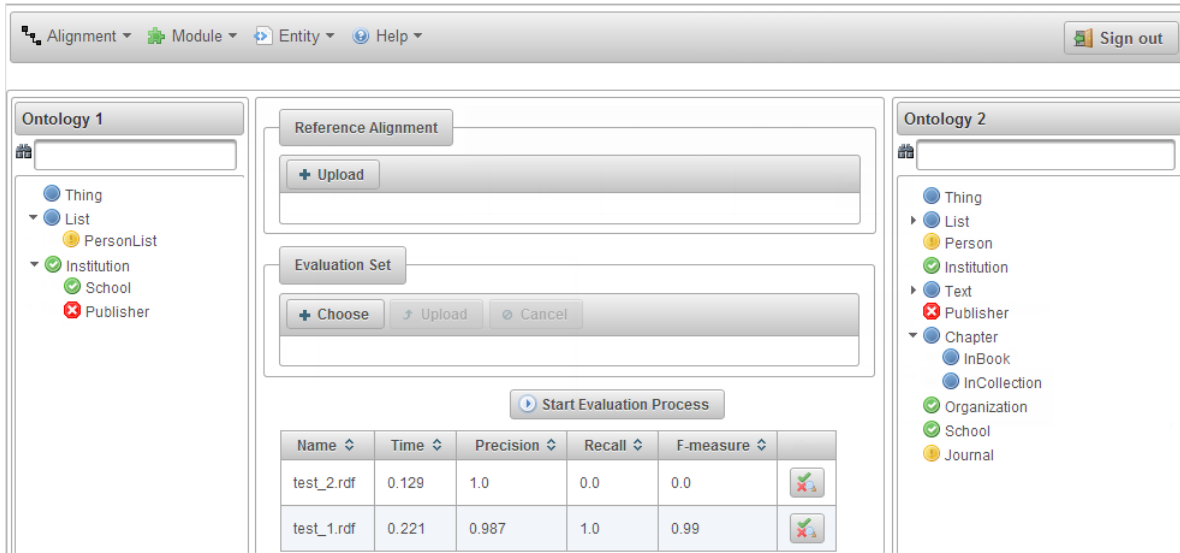 Alignment Module Entity Help Sign out
Ontology 1
Thing
List
PersonList
Institution
School
Publisher
Reference Alignment
Upload
Evaluation Set
Choose Upload Cancel
Start Evaluation Process
Name Time Precision Recall F-measure
test_2.rdf 0.129 1.0 0.0 0.0
test_1.rdf 0.221 0.987 1.0 0.99
Ontology 2
Thing
List
Person
Institution
Text
Publisher
Chapter
InBook
InCollection
Organization
School
Journal